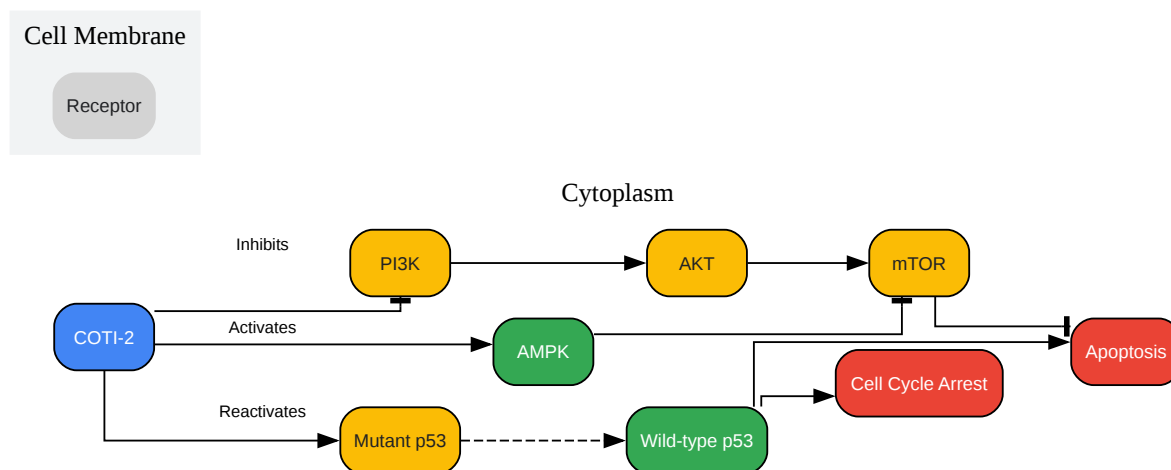 Cell Membrane
Receptor
Cytoplasm
Inhibits
PI3K
AKT
mTOR
COTI-2
Activates
AMPK
Apoptosis
Cell Cycle Arrest
Reactivates
Mutant p53
Wild-type p53